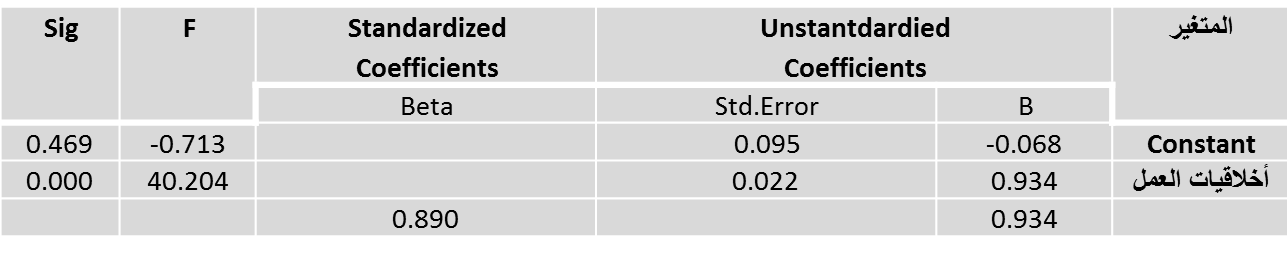 Sig F Standardized Coefficients Unstantdardied Coefficients المتغير
Beta Std.Error B
0.469 -0.713 0.095 -0.068 Constant
0.000 40.204 0.022 0.934 أخلاقيات العمل
0.890 0.934